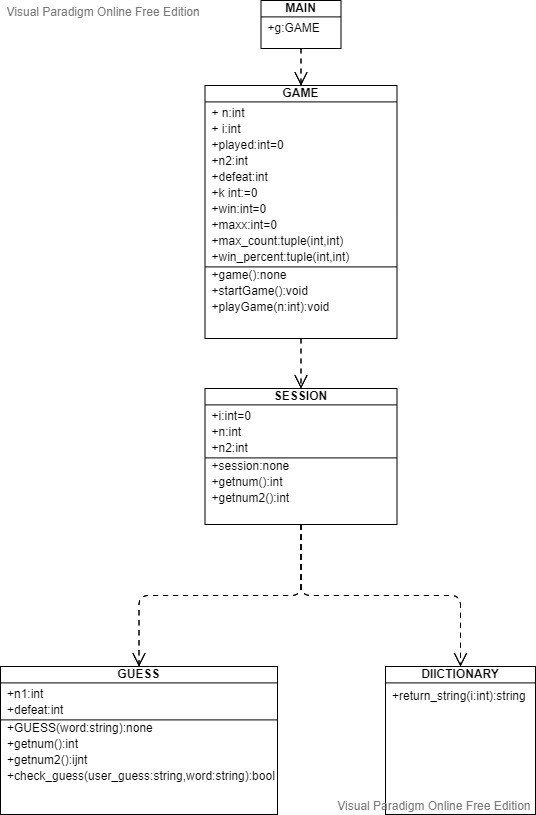 Visual Paradigm Online Free Edition
MAIN
+g:GAME
GAME
+ n:int
+ i:int
+played:int=0
+n2:int
+defeat:int
+k int:=0
+win:int=0
+maxx:int=0
+max_count:tuple(int,int)
+win_percent:tuple(int,int)
+game():none
+startGame():void
+playGame(n:int):void
SESSION
+i:int=0
+n:int
+n2:int
+session:none
+getnum():int
+getnum2():int
GUESS
+n1:int
+defeat:int
+GUESS(word:string):none
+getnum():int
+getnum2():ijnt
+check_guess(user_guess:string,word:string):bool
DIICTIONARY
+return_string(i:int):string
Visual Paradigm Online Free Edition